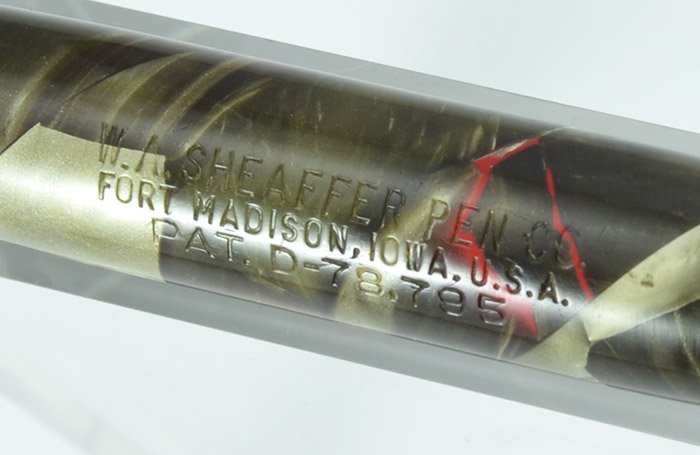 W.A. SHEAFFER PEN CO
FORT MADISON, IOWA. U.S.A.
PAT. D-78,795